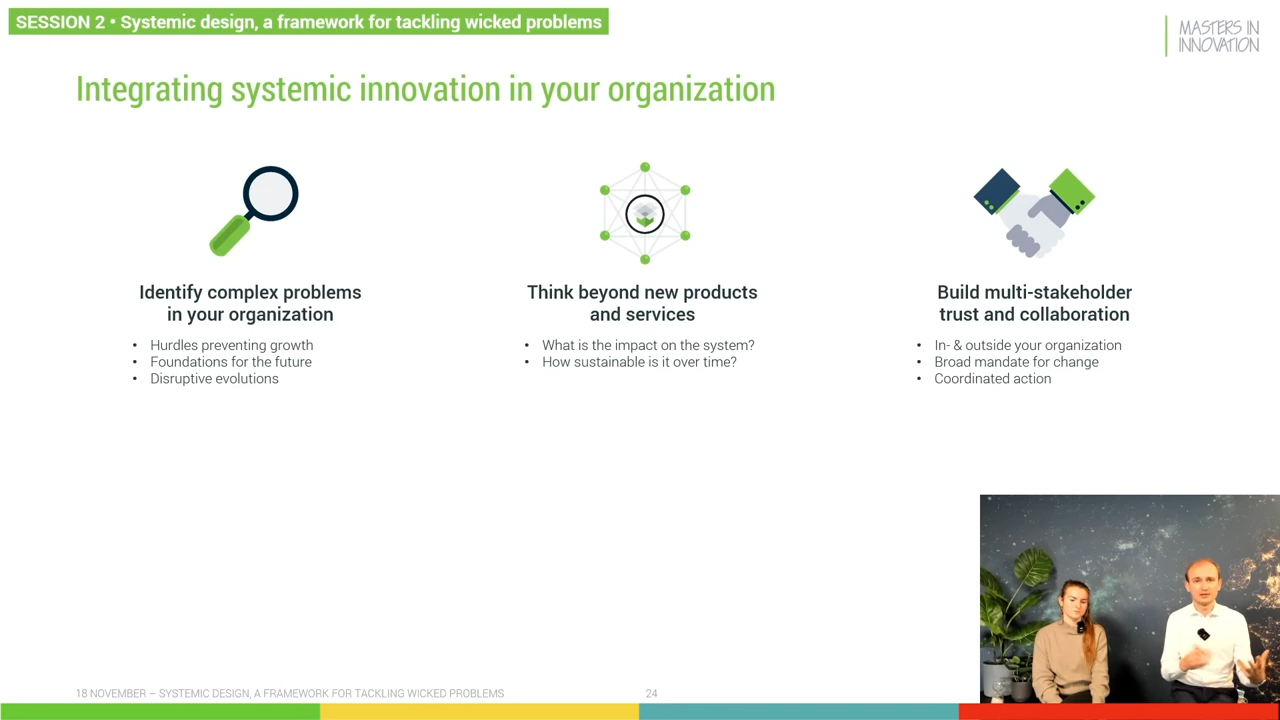 SESSION 2 • Systemic design, a framework for tackling wicked problems
MASTERS IN
INNOVATION
Integrating systemic innovation in your organization
Identify complex problems
in your organization
• Hurdles preventing growth
• Foundations for the future
• Disruptive evolutions
Think beyond new products
and services
• What is the impact on the system?
• How sustainable is it over time?
Build multi-stakeholder
trust and collaboration
• In- & outside your organization
• Broad mandate for change
• Coordinated action
18 NOVEMBER – SYSTEMIC DESIGN, A FRAMEWORK FOR TACKLING WICKED PROBLEMS
24